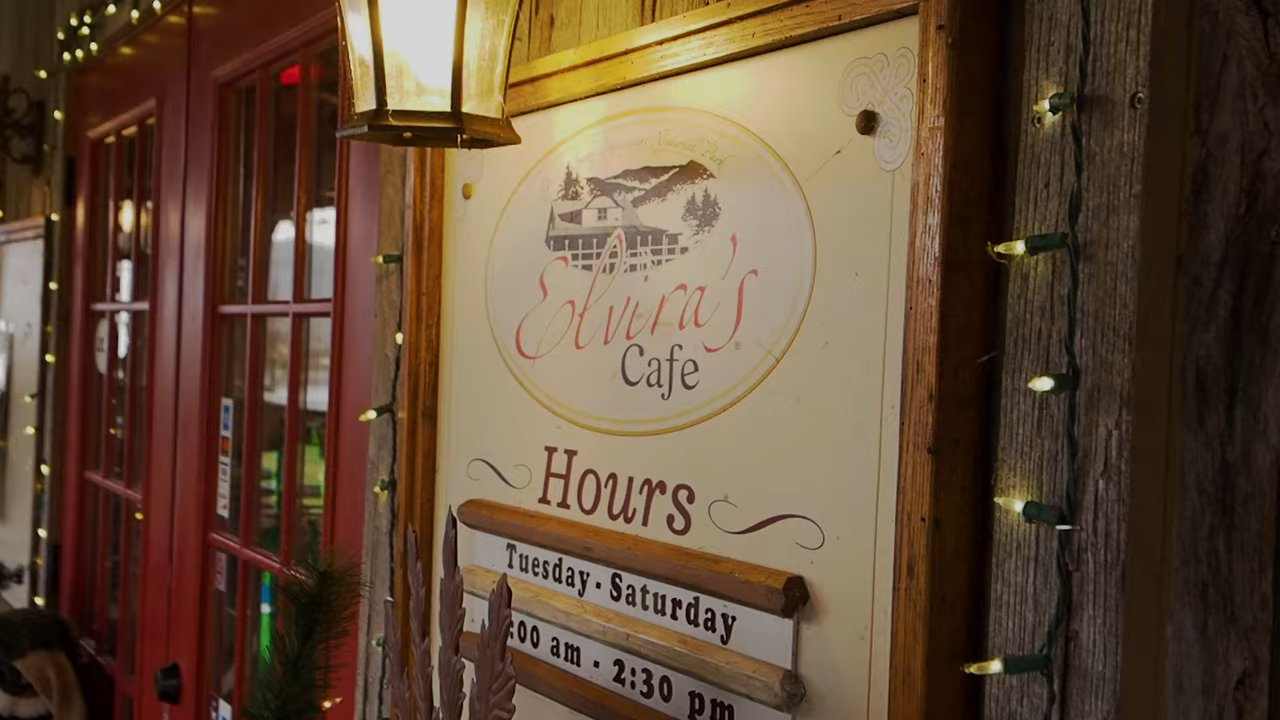 Elvira's
Cafe
Hours
Tuesday - Saturday
:00 am - 2:30 pm